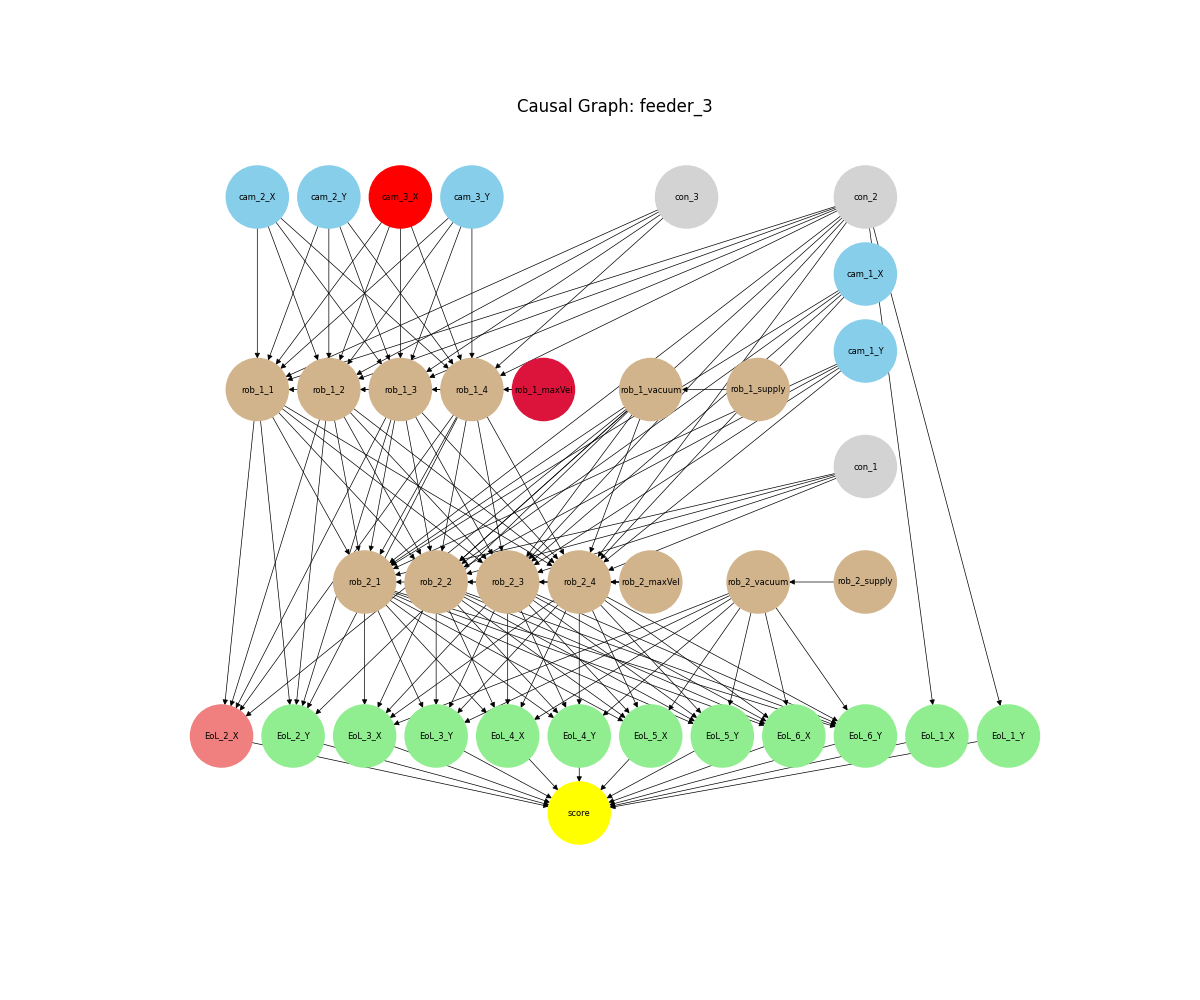 Causal Graph: feeder_3
cam_2_X cam_2_Y cam_3_X cam_3_Y con_3 con_2
cam_1_X
cam_1_Y
rob_1_1 rob_1_2 rob_1_3 rob_1_4 rob_1_maxVel rob_1_vacuum rob_1_supply
con_1
rob_2_1 rob_2_2 rob_2_3 rob_2_4 rob_2_maxVel rob_2_vacuum rob_2_supply
EoL_2_X EoL_2_Y EoL_3_X EoL_3_Y EoL_4_X EoL_4_Y EoL_5_X EoL_5_Y EoL_6_X EoL_6_Y EoL_1_X EoL_1_Y
score